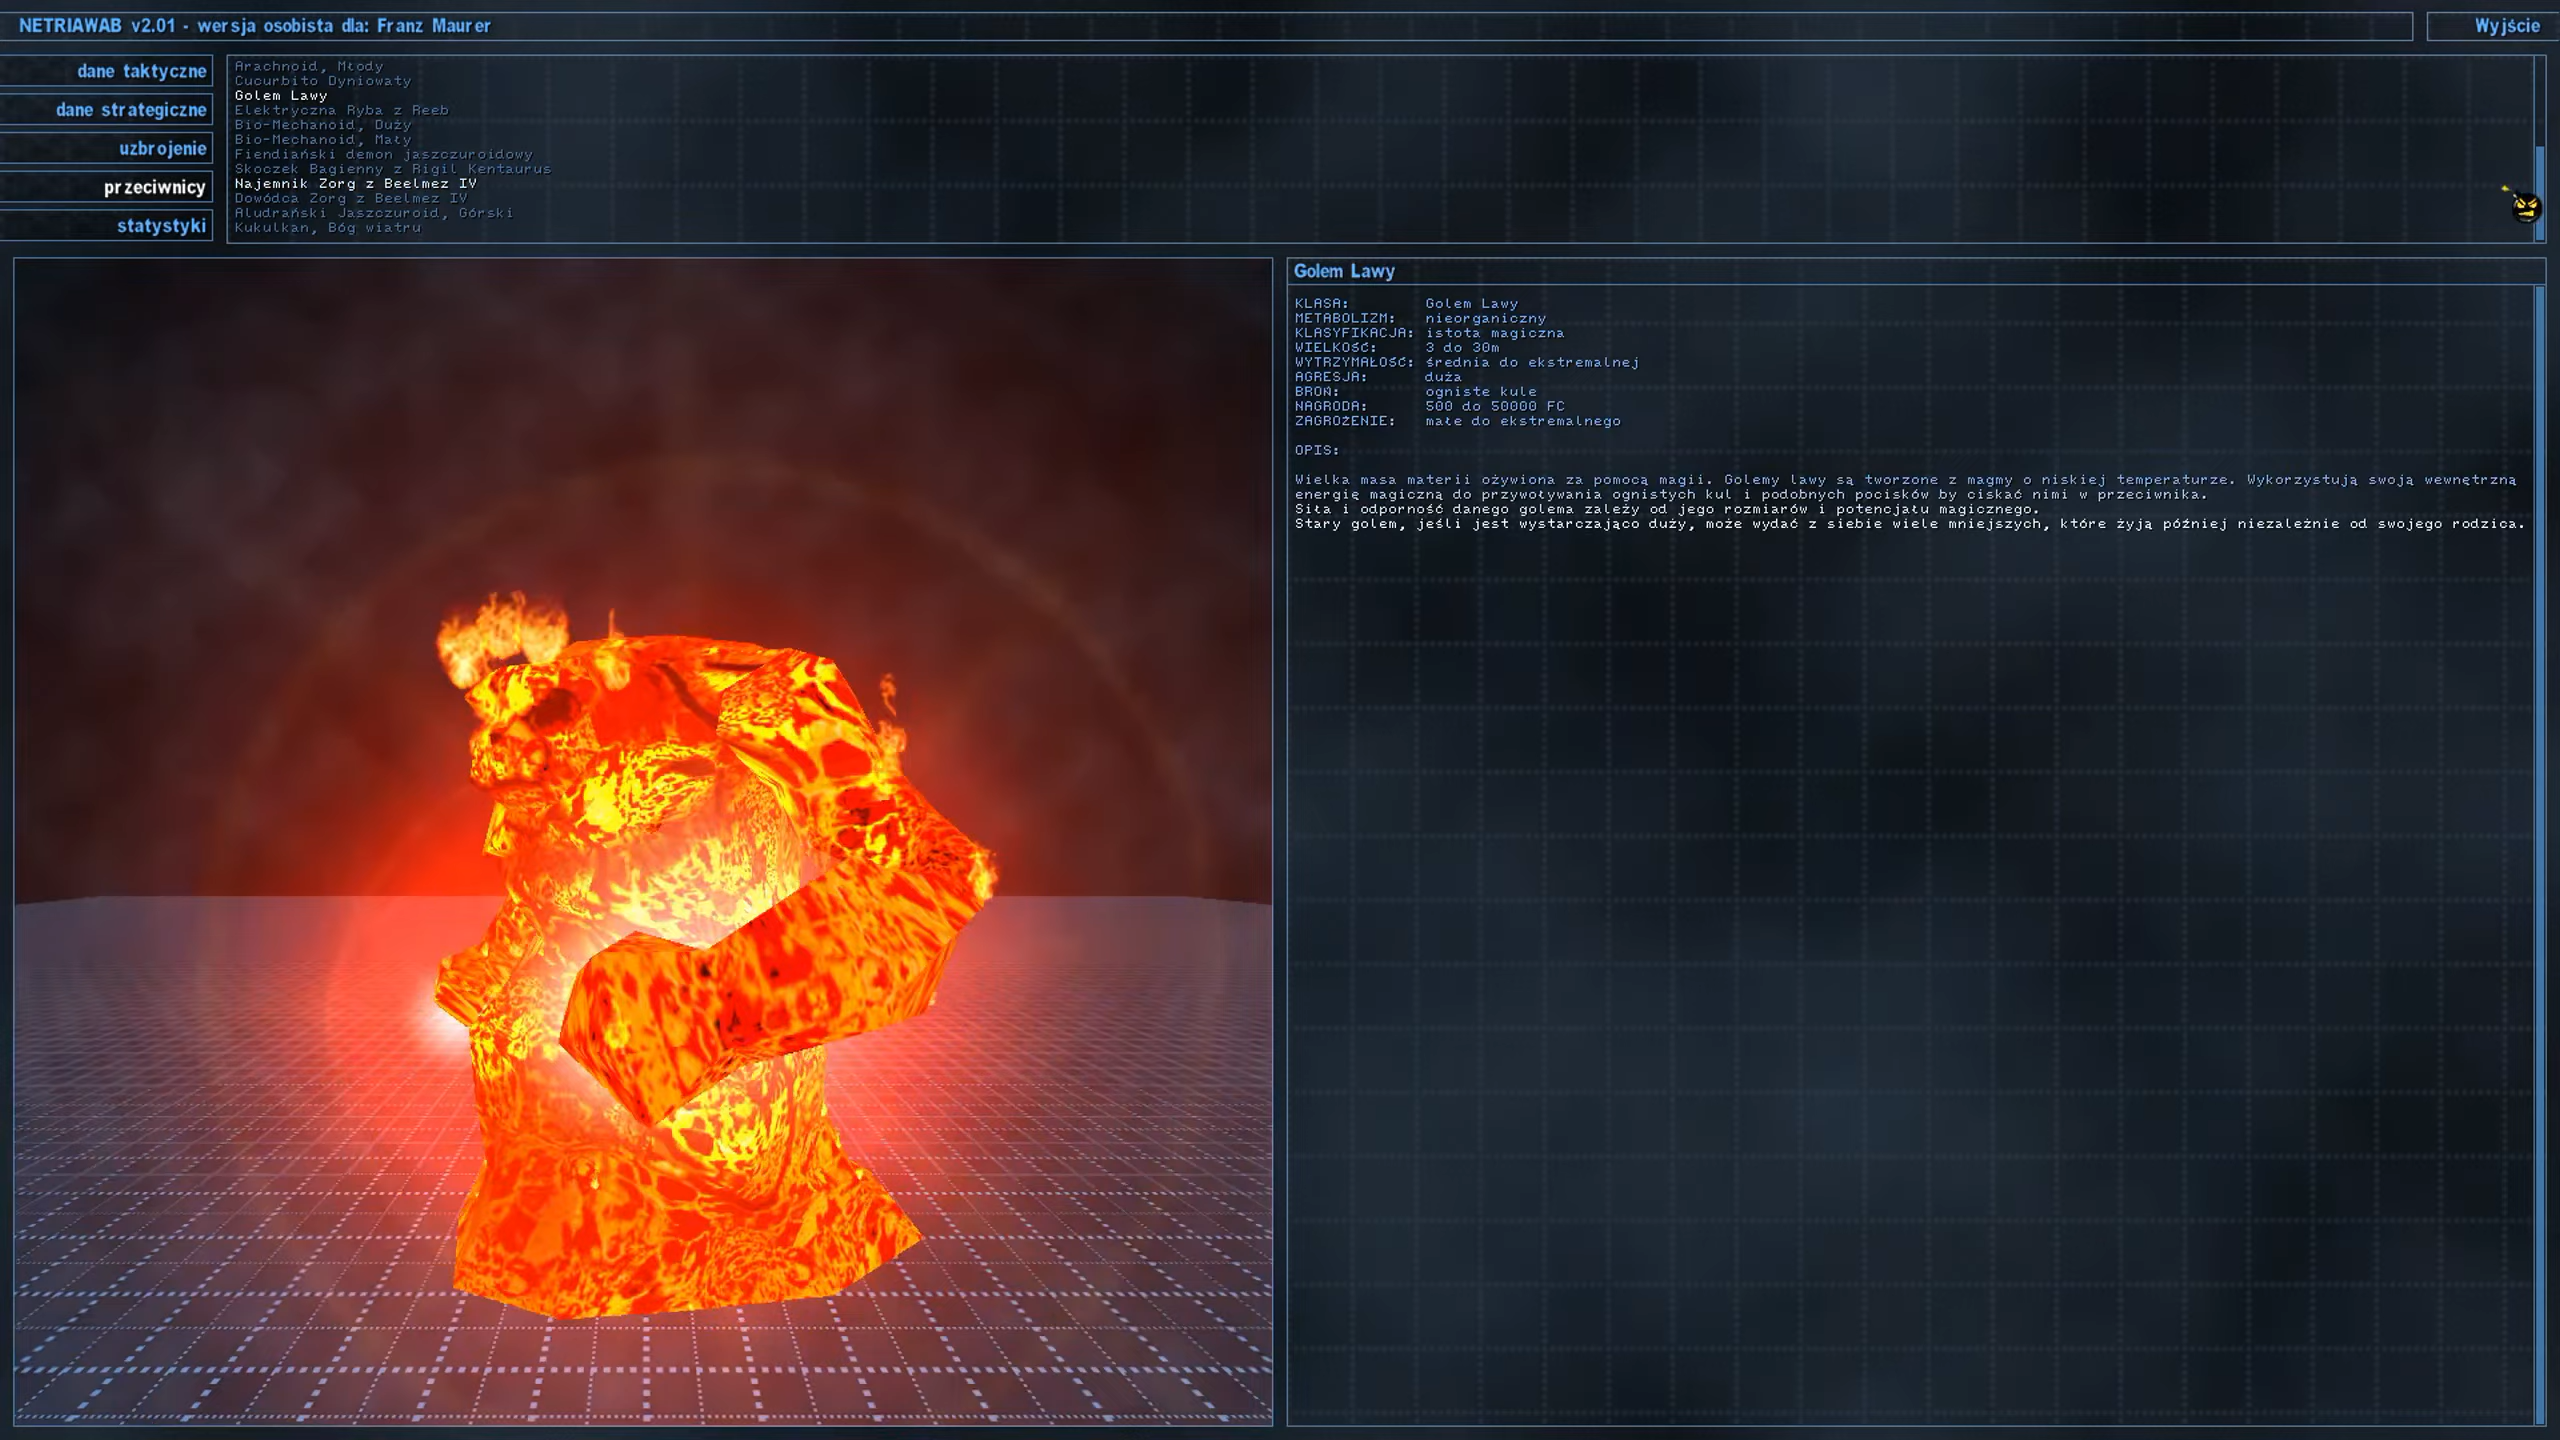 NETRIAWAB v2.01 - wersja osobista dla: Franz Maurer
Wyjście
dane taktyczne
dane strategiczne
uzbrojenie
przeciwnicy
statystyki
Arachnoid, Młody
Cucurbito Dyniowaty
Golem Lawy
Elektryczna Ryba z Reeb
Bio-Mechanoid, Duży
Bio-Mechanoid, Mały
Fiendiański demon jaszczuroidowy
Skoczek Bagienny z Rigil Kentaurus
Najemnik Zorg z Beelmez IV
Dowódca Zorg z Beelmez IV
Aludrański Jaszczuroid, Górski
Kukulkan, Bóg wiatru
Golem Lawy
KLASA: Golem Lawy
METABOLIZM: nieorganiczny
KLASYFIKACJA: istota magiczna
WIELKOŚĆ: 3 do 30m
WYTRZYMAŁOŚĆ: średnia do ekstremalnej
AGRESJA: duża
BROŃ: ogniste kule
NAGRODA: 500 do 50000 FC
ZAGROŻENIE: małe do ekstremalnego
OPIS:
Wielka masa materii ożywiona za pomocą magii. Golemy lawy są tworzone z magmy o niskiej temperaturze. Wykorzystują swoją wewnętrzną
energię magiczną do przywoływania ognistych kul i podobnych pocisków by ciskać nimi w przeciwnika.
Siła i odporność danego golema zależy od jego rozmiarów i potencjału magicznego.
Stary golem, jeśli jest wystarczająco duży, może wydać z siebie wiele mniejszych, które żyją później niezależnie od swojego rodzica.